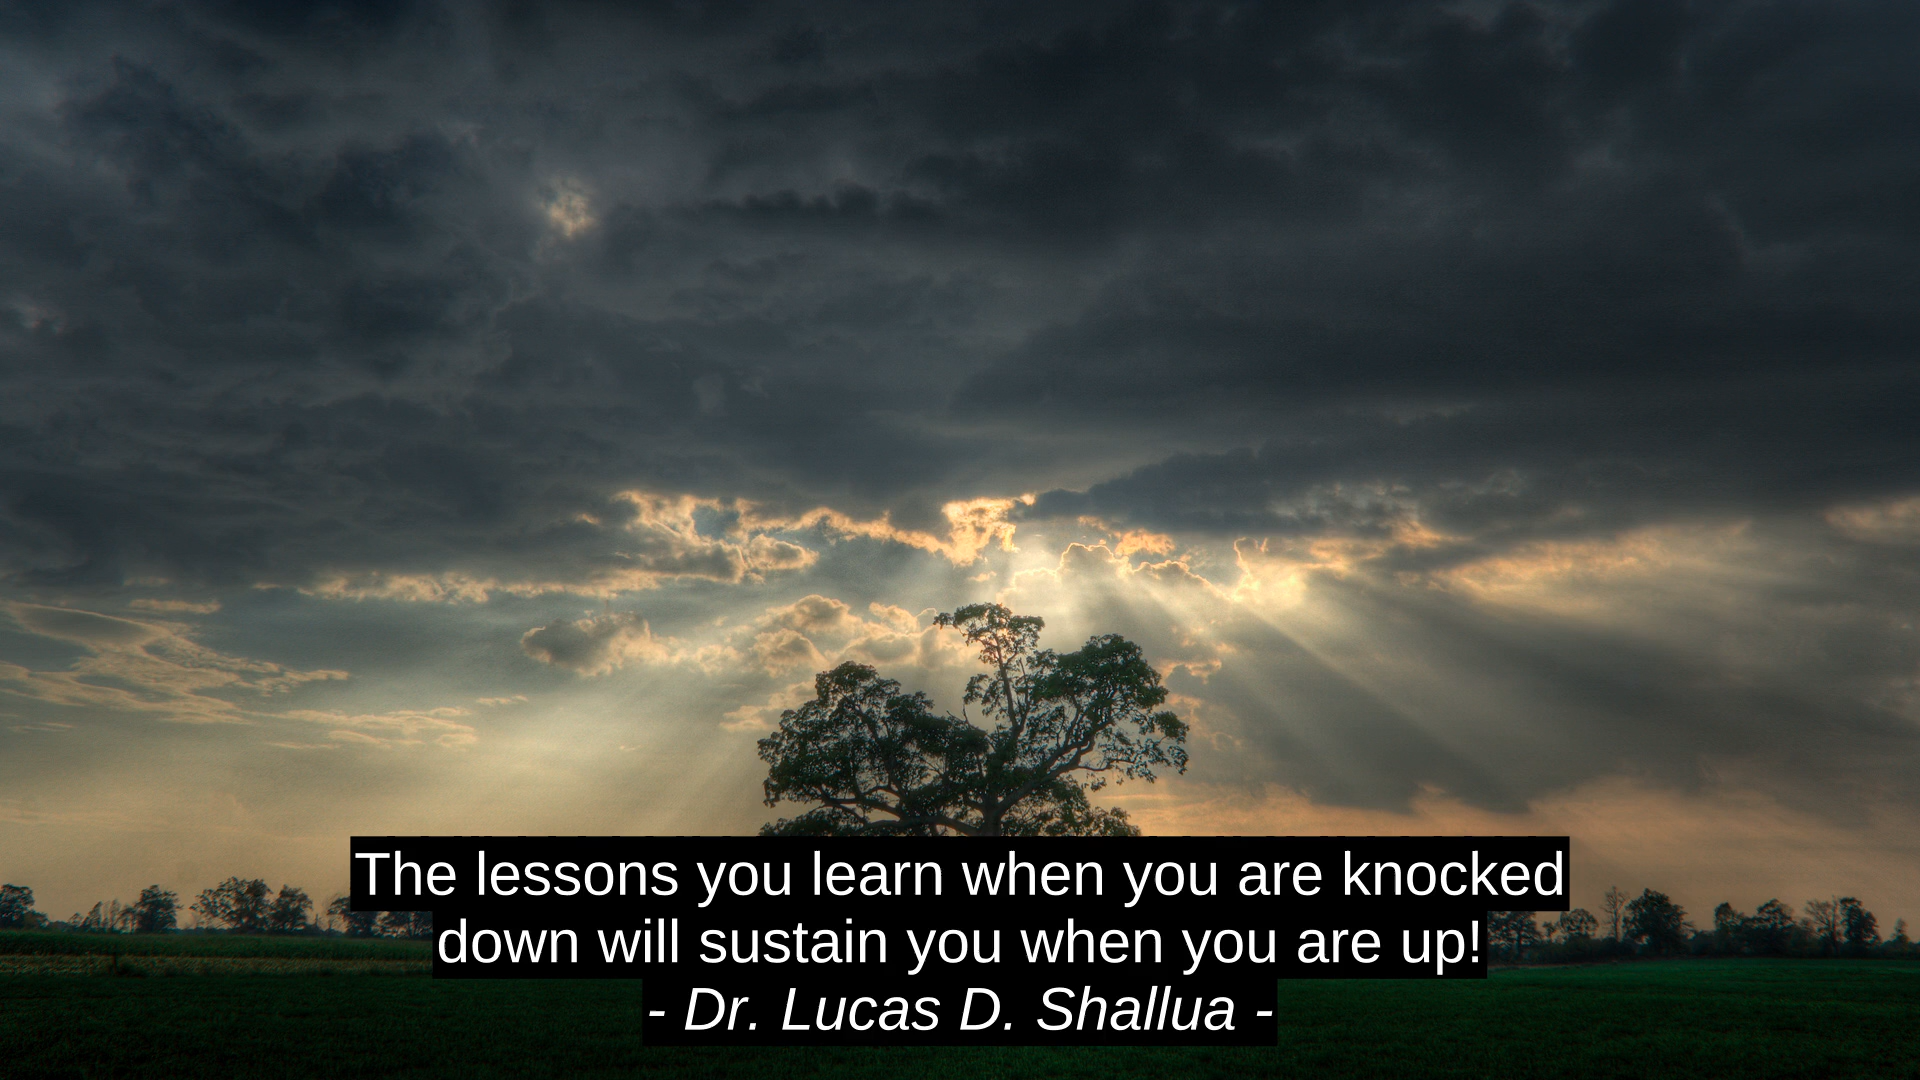 The lessons you learn when you are knocked
down will sustain you when you are up!
- Dr. Lucas D. Shallua -